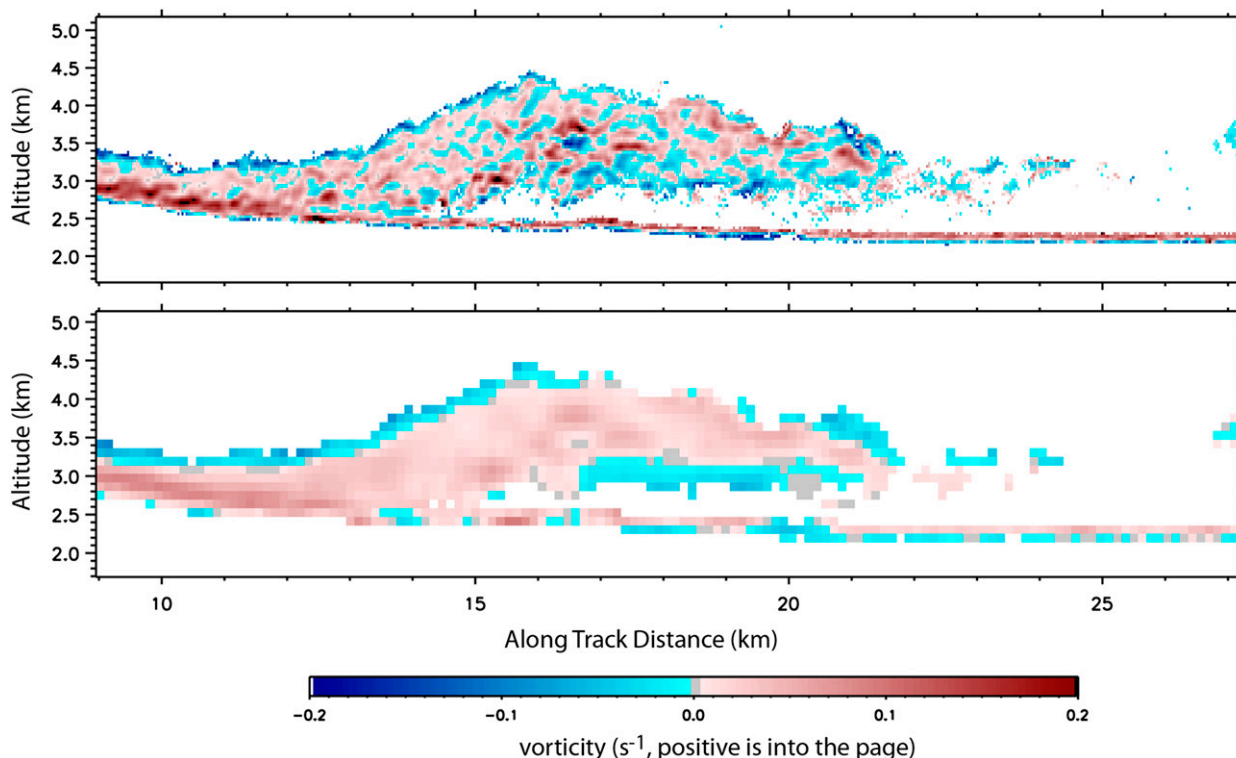 5.0
4.5
4.0
3.5
3.0
2.5
2.0
Altitude (km)
5.0
4.5
4.0
3.5
3.0
2.5
2.0
Altitude (km)
10 15 20 25
Along Track Distance (km)
−0.2 −0.1 0.0 0.1 0.2
vorticity (s⁻¹, positive is into the page)